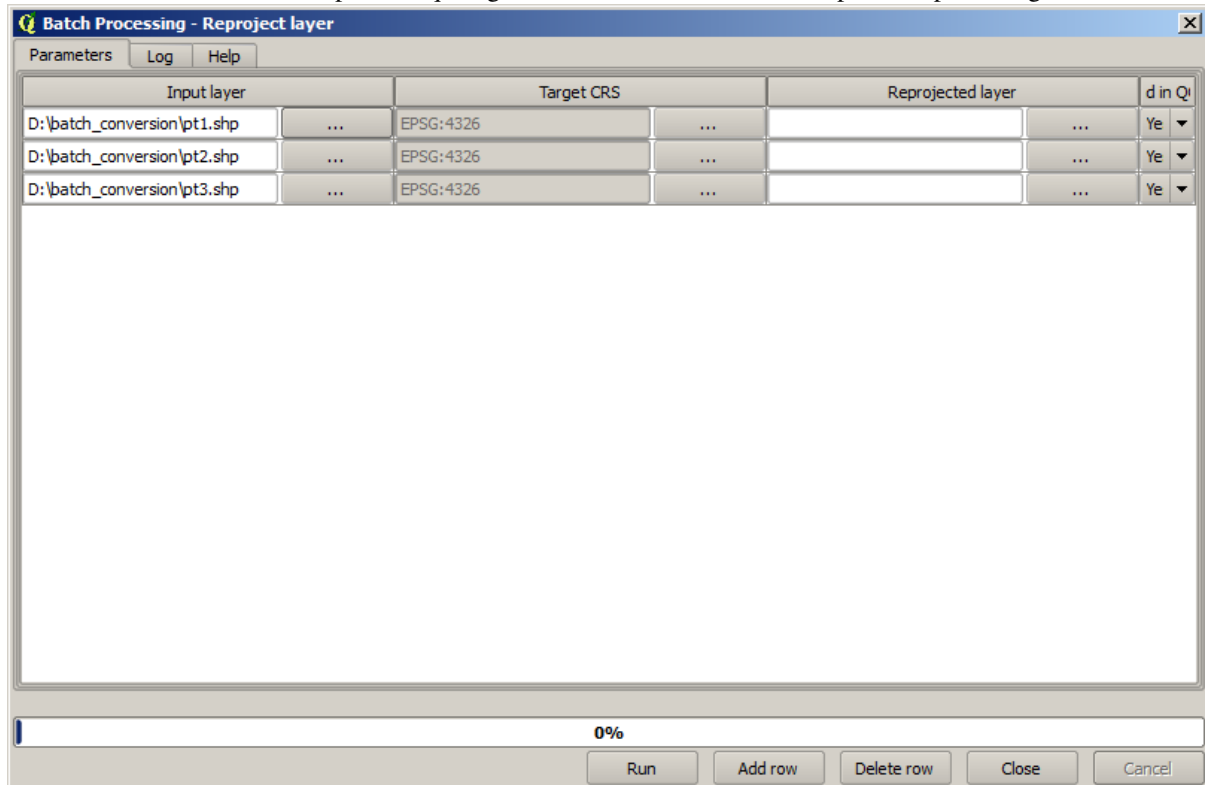 Batch Processing - Reproject layer
Parameters Log Help
Input layer Target CRS Reprojected layer d in Q
D:\batch_conversion\pt1.shp ... EPSG:4326 ... ... Ye
D:\batch_conversion\pt2.shp ... EPSG:4326 ... ... Ye
D:\batch_conversion\pt3.shp ... EPSG:4326 ... ... Ye
0%
Run Add row Delete row Close Cancel